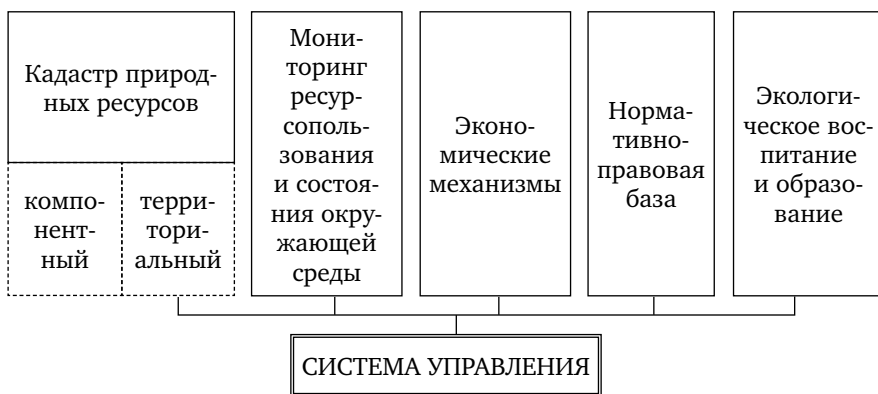 Кадастр природ-
ных ресурсов
компо-
нент-
ный
терри-
тори-
альный
Мони-
торинг
ресур-
сополь-
зования
и состоя-
ния окру-
жающей
среды
Эконо-
мические
механизмы
Норма-
тивно-
правовая
база
Экологи-
ческое вос-
питание
и образо-
вание
СИСТЕМА УПРАВЛЕНИЯ